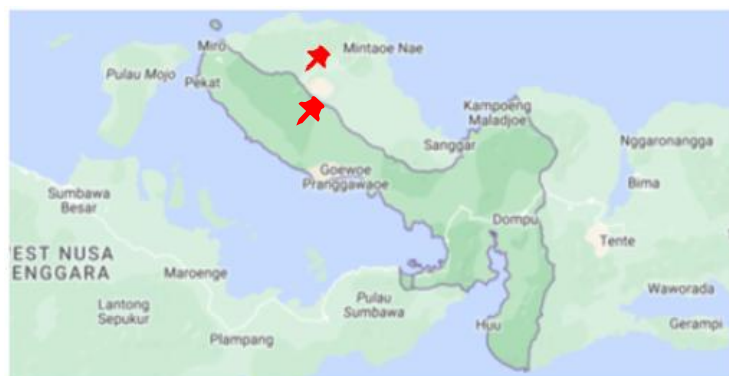 Miro
Mintaoe Nae
Pulau Mojo
Pekat
Kampoeng
Maladjoe
Sanggar
Nggaronangga
Goewoe
Pranggawaoe
Bima
Sumbawa
Besar
Dompu
Tente
EST NUSA
ENGGARA
Maroenge
Pulau
Sumbawa
Waworada
Lantong
Sepukur
Huu
Gerampi
Plampang